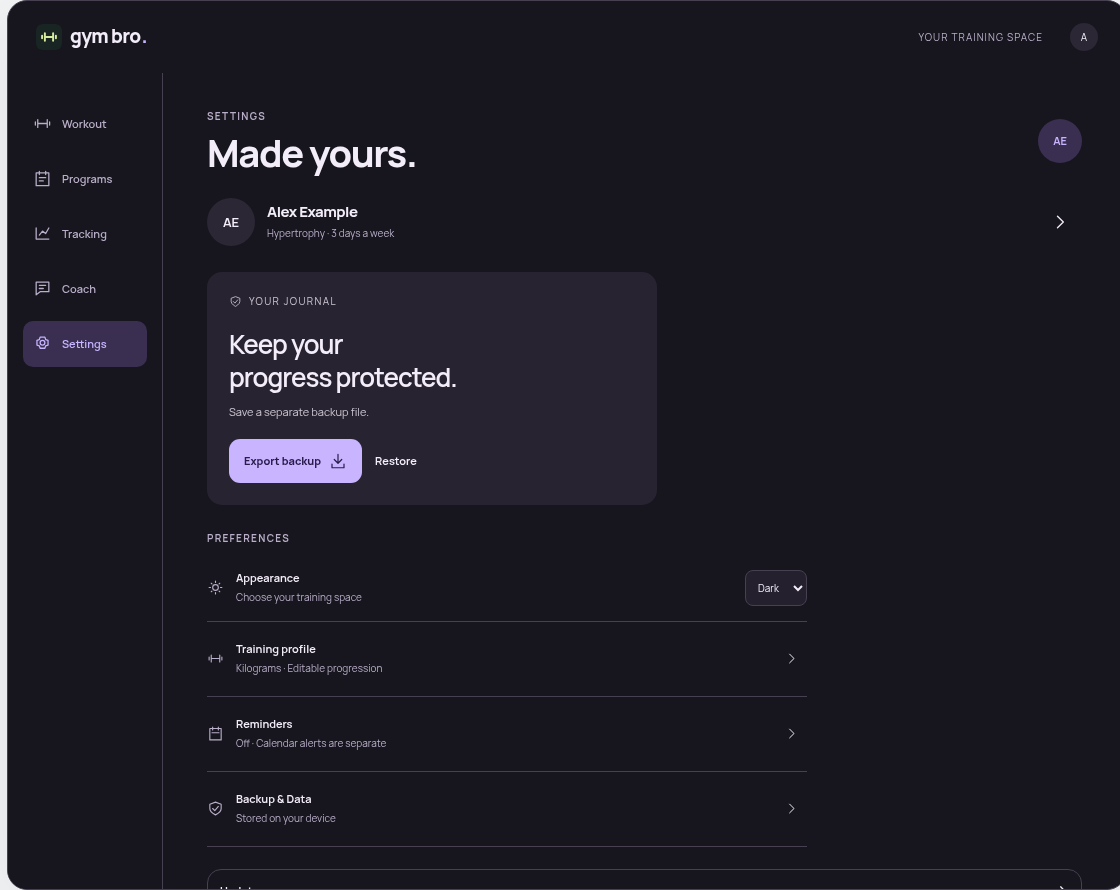 gym bro.
YOUR TRAINING SPACE
A
Workout
Programs
Tracking
Coach
Settings
SETTINGS
Made yours.
AE
AE
Alex Example
Hypertrophy · 3 days a week
YOUR JOURNAL
Keep your
progress protected.
Save a separate backup file.
Export backup
Restore
PREFERENCES
Appearance
Choose your training space
Dark
Training profile
Kilograms · Editable progression
Reminders
Off · Calendar alerts are separate
Backup & Data
Stored on your device